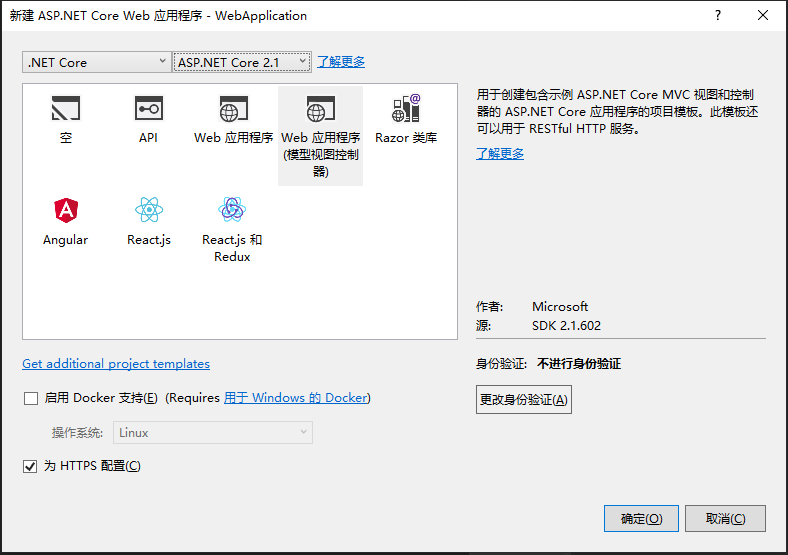 新建 ASP.NET Core Web 应用程序 - WebApplication
?
.NET Core
ASP.NET Core 2.1
了解更多
空
API
Web 应用程序
Web 应用程序
(模型视图控制
器)
Razor 类库
Angular
React.js
React.js 和
Redux
用于创建包含示例 ASP.NET Core MVC 视图和控制
器的 ASP.NET Core 应用程序的项目模板。此模板还
可以用于 RESTful HTTP 服务。
了解更多
作者: Microsoft
源: SDK 2.1.602
Get additional project templates
身份验证: 不进行身份验证
更改身份验证(A)
启用 Docker 支持(E) (Requires 用于 Windows 的 Docker)
操作系统: Linux
为 HTTPS 配置(C)
确定(O)
取消(C)